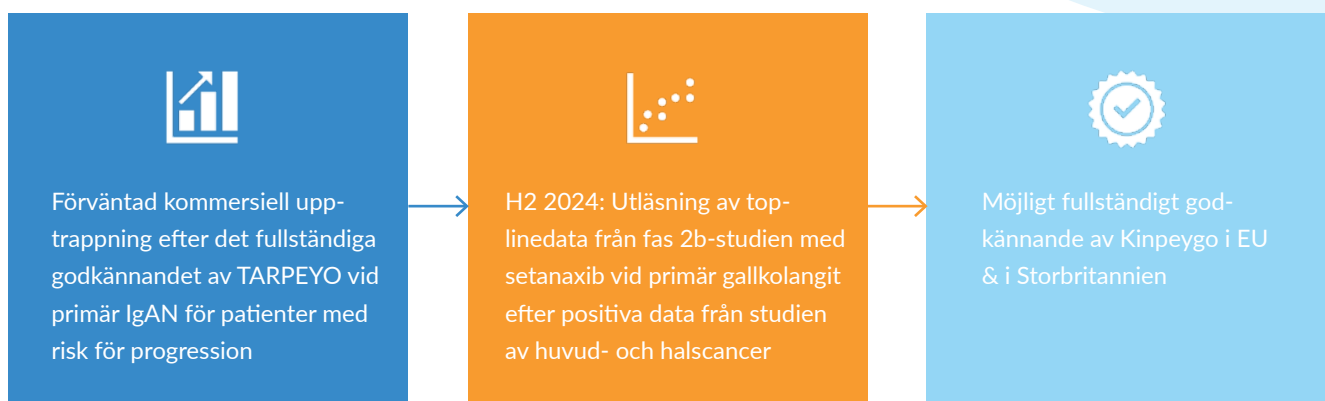 Förväntad kommersiell upp-
trappning efter det fullständiga
godkännandet av TARPEYO vid
primär IgAN för patienter med
risk för progression
H2 2024: Utläsning av top-
linedata från fas 2b-studien med
setanaxib vid primär gallkolangit
efter positiva data från studien
av huvud- och halscancer
Möjligt fullständigt god-
kännande av Kinpeygo i EU
& i Storbritannien